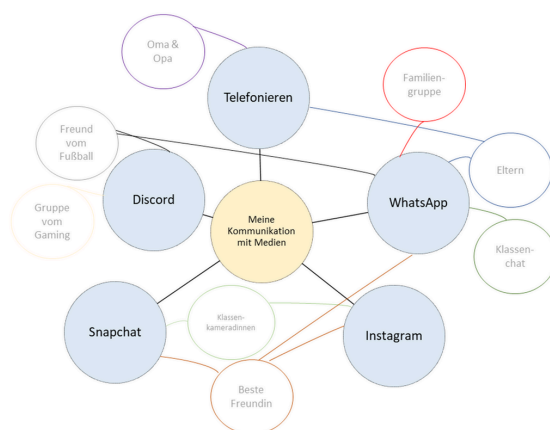 Oma &
Opa
Telefonieren
Familien-
gruppe
Freund
vom
Fußball
Eltern
Discord
WhatsApp
Gruppe
vom
Gaming
Meine
Kommunikation
mit Medien
Klassen-
chat
Snapchat
Klassen-
kameradinnen
Instagram
Beste
Freundin